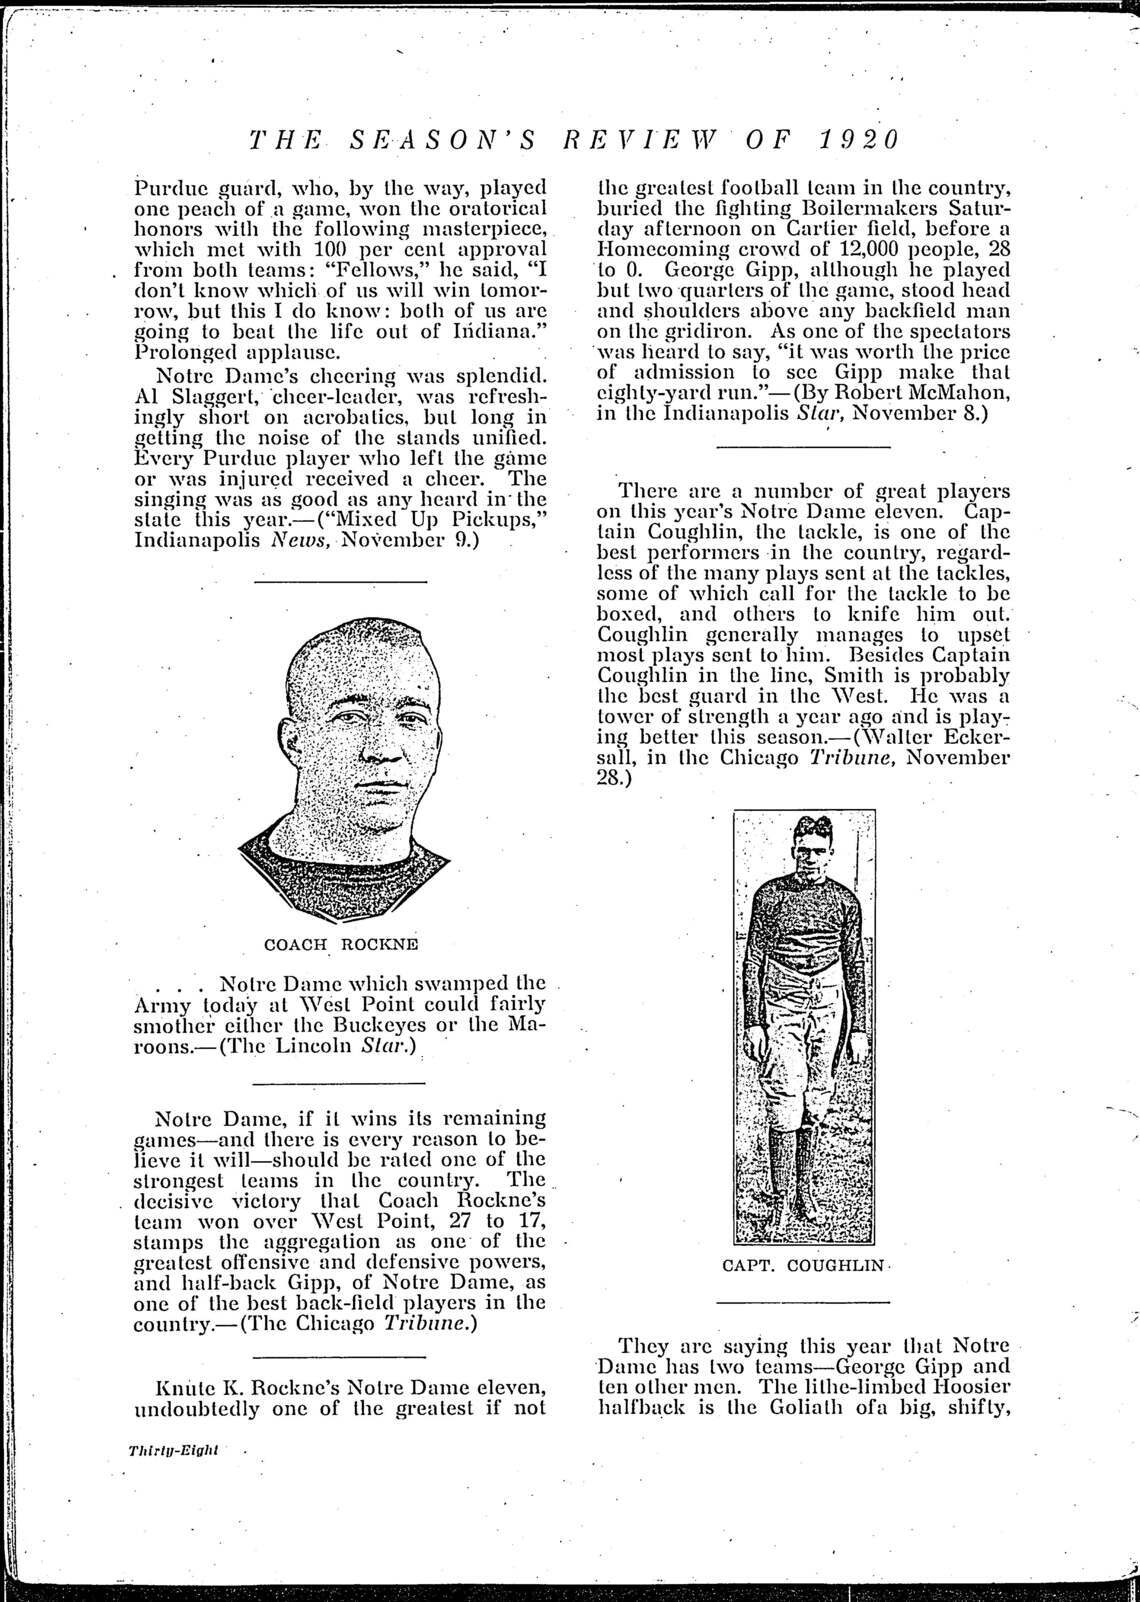 THE SEASON'S REVIEW OF 1920
Purdue guard, who, by the way, played
one peach of a game, won the oratorical
honors with the following masterpiece,
which met with 100 per cent approval
from both teams: “Fellows,” he said, “I
don't know which of us will win tomor-
row, but this I do know: both of us are
going to beat the life out of Indiana.”
Prolonged applause.
Notre Dame's cheering was splendid.
Al Slaggert, cheer-leader, was refresh-
ingly short on acrobatics, but long in
getting the noise of the stands unified.
Every Purdue player who left the game
or was injured received a cheer. The
singing was as good as any heard in the
state this year.—(“Mixed Up Pickups,”
Indianapolis News, November 9.)
COACH ROCKNE
. . . Notre Dame which swamped the
Army today at West Point could fairly
smother either the Buckeyes or the Ma-
roons.—(The Lincoln Star.)
Notre Dame, if it wins its remaining
games—and there is every reason to be-
lieve it will—should be rated one of the
strongest teams in the country. The
decisive victory that Coach Rockne's
team won over West Point, 27 to 17,
stamps the aggregation as one of the
greatest offensive and defensive powers,
and half-back Gipp, of Notre Dame, as
one of the best back-field players in the
country.—(The Chicago Tribune.)
Knute K. Rockne's Notre Dame eleven,
undoubtedly one of the greatest if not
the greatest football team in the country,
buried the fighting Boilermakers Satur-
day afternoon on Cartier field, before a
Homecoming crowd of 12,000 people, 28
to 0. George Gipp, although he played
but two quarters of the game, stood head
and shoulders above any backfield man
on the gridiron. As one of the spectators
was heard to say, “it was worth the price
of admission to see Gipp make that
eighty-yard run.”—(By Robert McMahon,
in the Indianapolis Star, November 8.)
There are a number of great players
on this year's Notre Dame eleven. Cap-
tain Coughlin, the tackle, is one of the
best performers in the country, regard-
less of the many plays sent at the tackles,
some of which call for the tackle to be
boxed, and others to knife him out.
Coughlin generally manages to upset
most plays sent to him. Besides Captain
Coughlin in the line, Smith is probably
the best guard in the West. He was a
tower of strength a year ago and is play-
ing better this season.—(Walter Ecker-
sall, in the Chicago Tribune, November
28.)
CAPT. COUGHLIN
They are saying this year that Notre
Dame has two teams—George Gipp and
ten other men. The lithe-limbed Hoosier
halfback is the Goliath ofa big, shifty,
Thirty-Eight